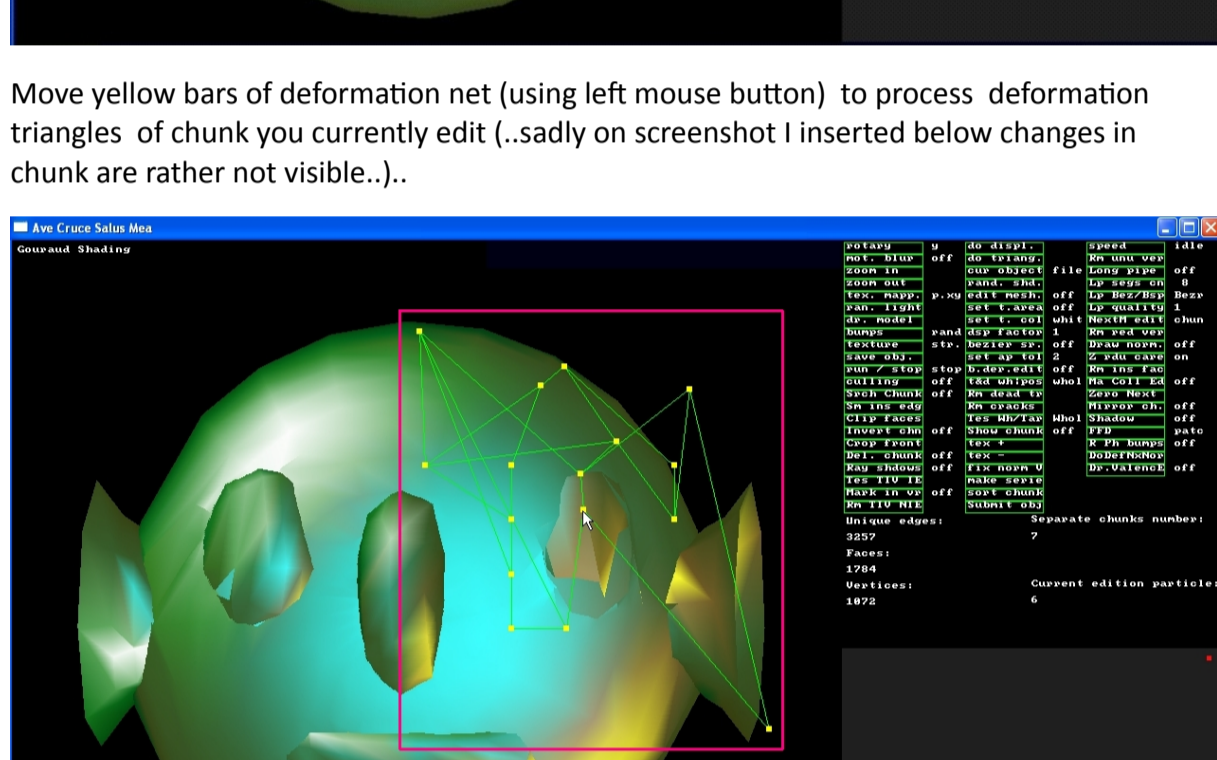 Move yellow bars of deformation net (using left mouse button)  to process  deformation
triangles  of chunk you currently edit (..sadly on screenshot I inserted below changes in
chunk are rather not visible..)..
Ave Cruce Salus Mea
Gouraud Shading
rotary y do displ. speed idle
mot. blur off do triang. Rm unu ver
zoom in cur object file Long pipe off
zoom out rand. shd. Lp segs cn 8
tex. mapp. p.xy edit mesh. off Lp Bez/Bsp Bezr
ran. light set t.area off Lp quality 1
dr. model set t. col whit NextM edit chun
bumps rand dsp factor 1 Rm red ver
texture str. bezier sr. off Draw norm. off
save obj. set ap tol 2 Z rdu care on
run / stop stop b.der.edit off Rm ins fac
culling off t&d wh:pos whol Ma Coll Ed off
Srch Chunk off Rm dead tr Zero Next
Sm ins edg Rm cracks Mirror ch. off
Clip faces Tes Wh/Tar Whol Shadow off
Invert chn off Show chunk off FFD patc
Crop front tex + R Ph bumps off
Del. chunk off tex - DoDefNxNor
Ray shdows off fix norm V Dr.ValencE off
Tes TIV IE make serie
Mark in vr off sort chunk
Rm TIV NIE Submit obj
Unique edges: Separate chunks number:
3257 7
Faces:
1784
Vertices: Current edition particle:
1072 6